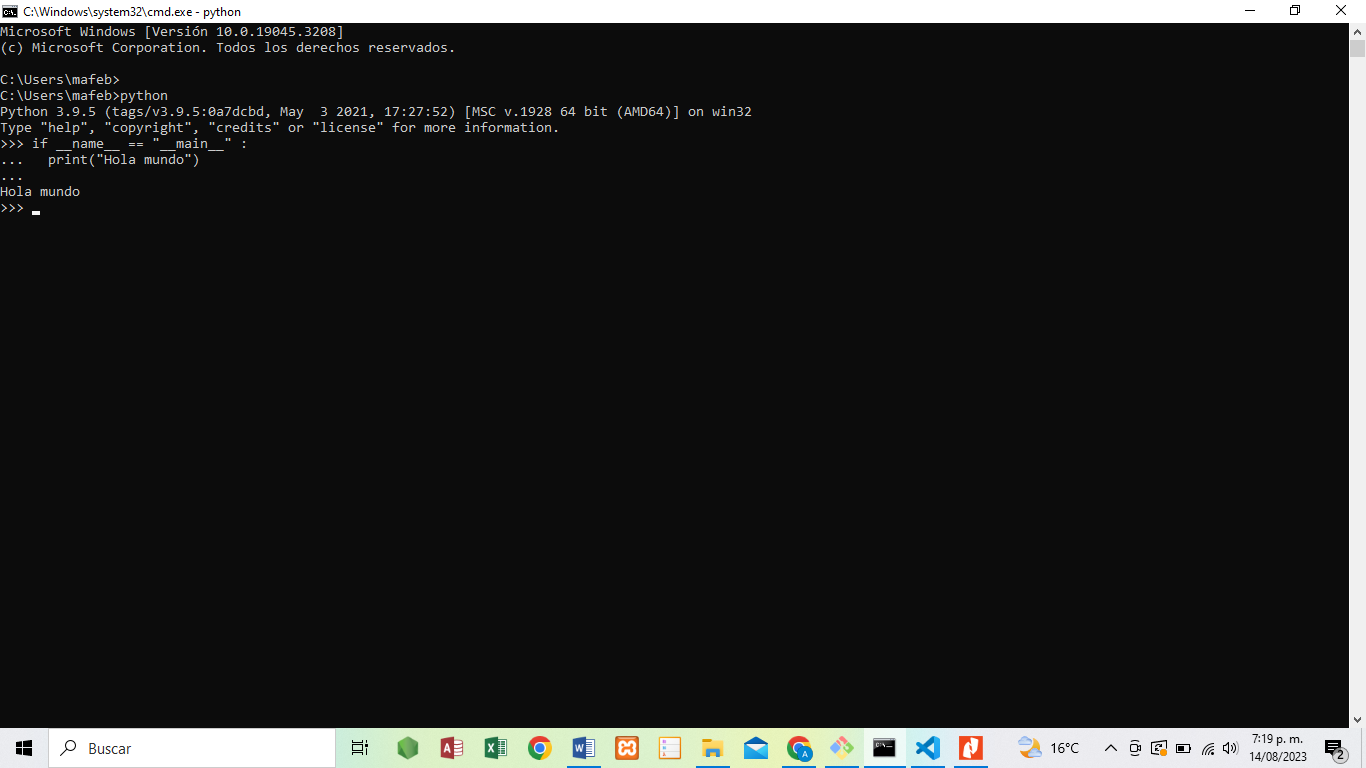 C:\Windows\system32\cmd.exe - python
Microsoft Windows [Versión 10.0.19045.3208]
(c) Microsoft Corporation. Todos los derechos reservados.
C:\Users\mafeb>
C:\Users\mafeb>python
Python 3.9.5 (tags/v3.9.5:0a7dcbd, May  3 2021, 17:27:52) [MSC v.1928 64 bit (AMD64)] on win32
Type "help", "copyright", "credits" or "license" for more information.
>>> if __name__ == "__main__" :
...   print("Hola mundo")
...
Hola mundo
>>>
Buscar
16°C
7:19 p. m.
14/08/2023
2